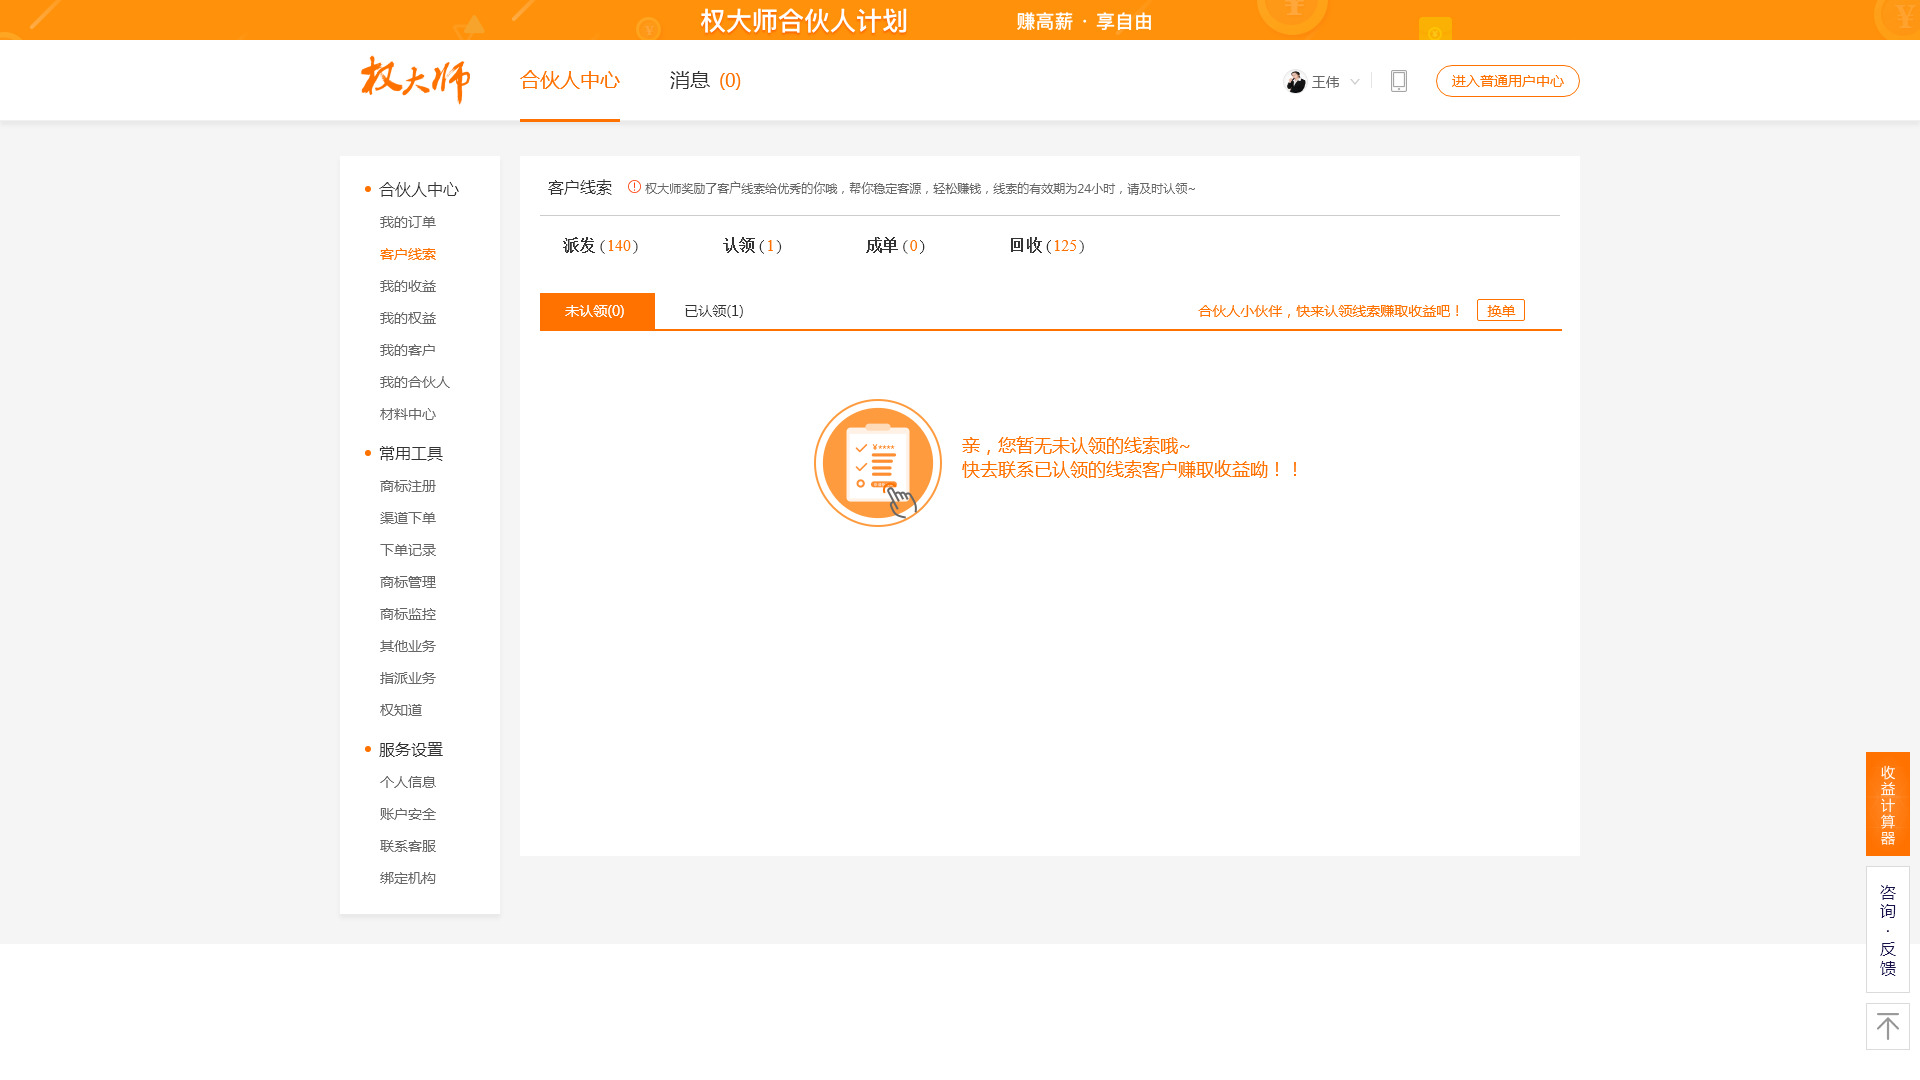 权大师合伙人计划 赚高薪 · 享自由
权大师 合伙人中心 消息 (0) 王伟 进入普通用户中心
合伙人中心
我的订单
客户线索
我的收益
我的权益
我的客户
我的合伙人
材料中心
常用工具
商标注册
渠道下单
下单记录
商标管理
商标监控
其他业务
指派业务
权知道
服务设置
个人信息
账户安全
联系客服
绑定机构
客户线索 权大师奖励了客户线索给优秀的你哦，帮你稳定客源，轻松赚钱，线索的有效期为24小时，请及时认领~
派发 (140) 认领 (1) 成单 (0) 回收 (125)
未认领(0) 已认领(1) 合伙人小伙伴，快来认领线索赚取收益吧！ 换单
亲，您暂无未认领的线索哦~
快去联系已认领的线索客户赚取收益呦！！
收益计算器
咨询·反馈